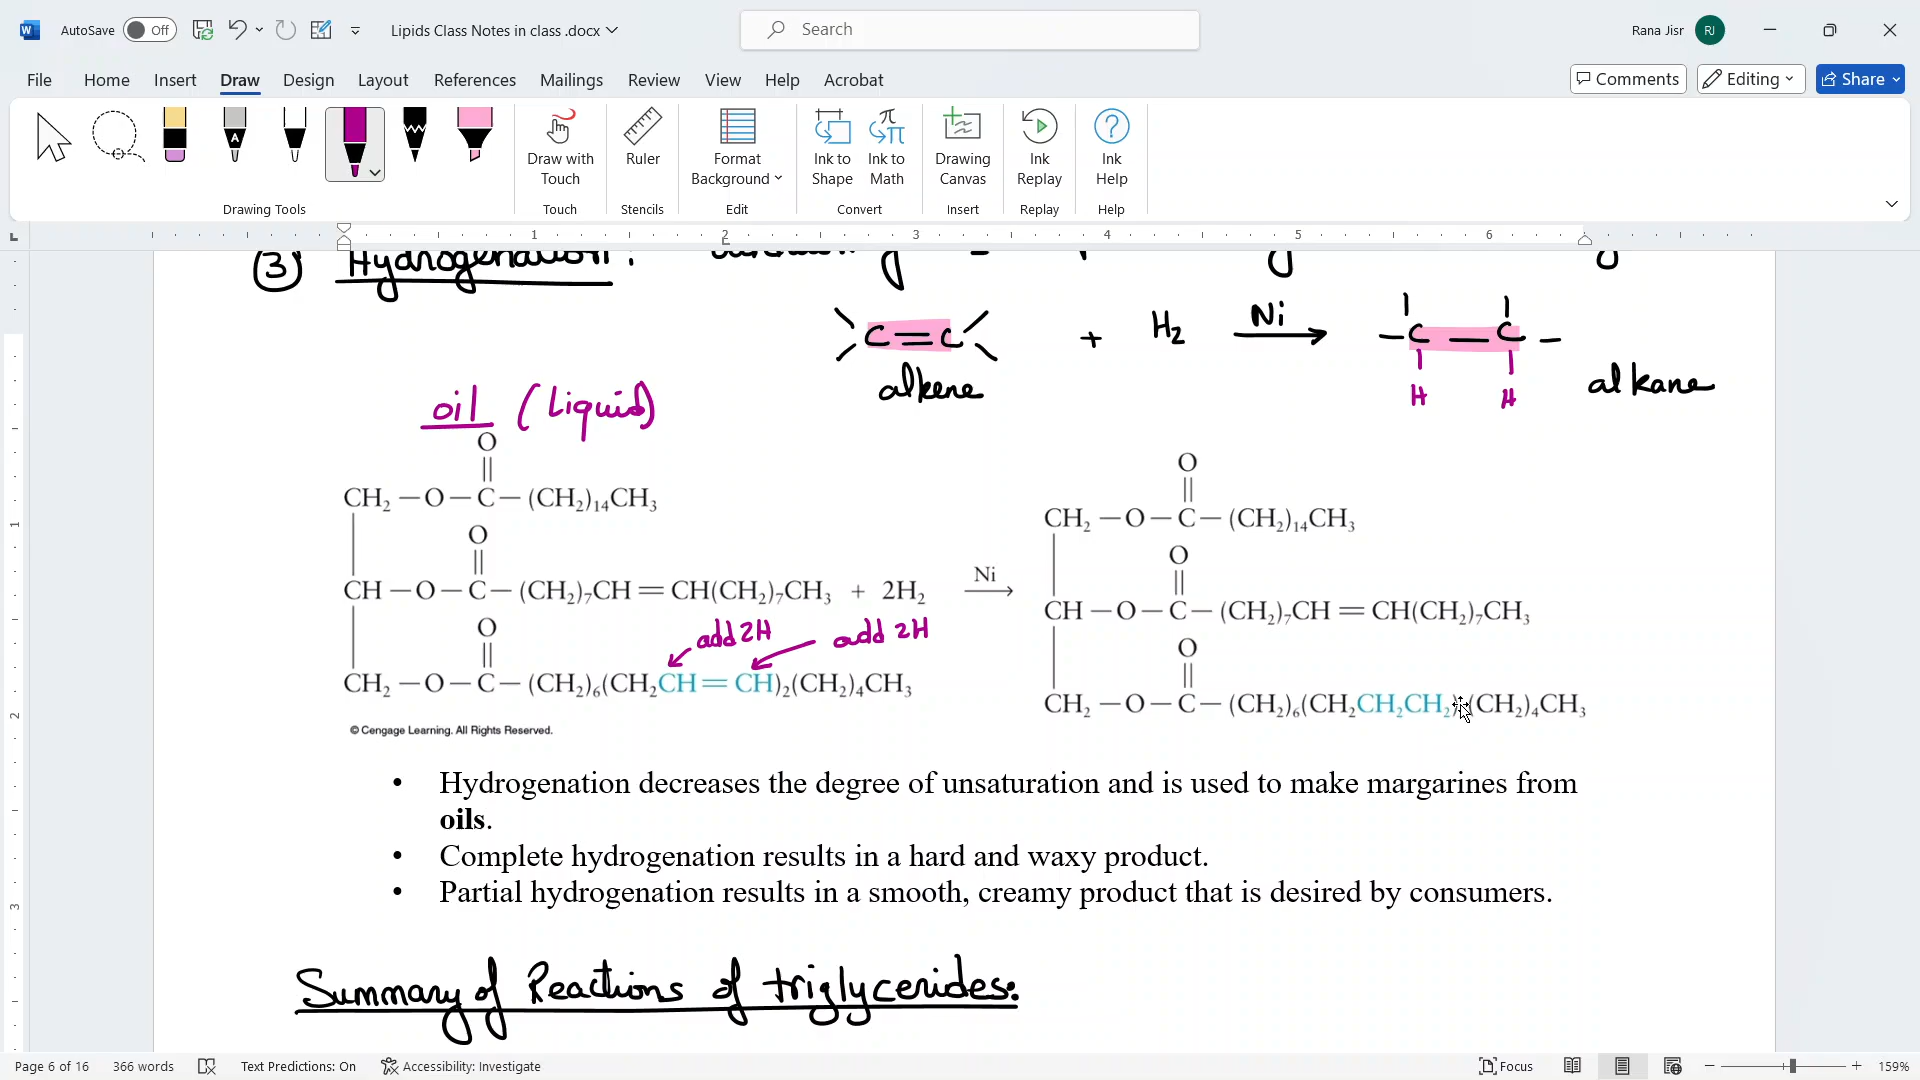 AutoSave Off Lipids Class Notes in class .docx Search Rana Jisr RJ
File Home Insert Draw Design Layout References Mailings Review View Help Acrobat Comments Editing Share
Draw with Touch Ruler Format Background Ink to Shape Ink to Math Drawing Canvas Ink Replay Ink Help
Drawing Tools Touch Stencils Edit Convert Insert Replay Help
1 2 3 4 5 6
③ Hydrogenation:
C=C + H₂ Ni → –C–C–
alkene H H alkane
oil (Liquid)
O O
CH₂–O–C–(CH₂)₁₄CH₃ CH₂–O–C–(CH₂)₁₄CH₃
O O
CH–O–C–(CH₂)₇CH=CH(CH₂)₇CH₃ + 2H₂ Ni → CH–O–C–(CH₂)₇CH=CH(CH₂)₇CH₃
O add 2H add 2H O
CH₂–O–C–(CH₂)₆(CH₂CH=CH)₂(CH₂)₄CH₃ CH₂–O–C–(CH₂)₆(CH₂CH₂CH₂) (CH₂)₄CH₃
© Cengage Learning. All Rights Reserved.
• Hydrogenation decreases the degree of unsaturation and is used to make margarines from
oils.
• Complete hydrogenation results in a hard and waxy product.
• Partial hydrogenation results in a smooth, creamy product that is desired by consumers.
Summary of Reactions of triglycerides:
Page 6 of 16 366 words Text Predictions: On Accessibility: Investigate Focus 159%